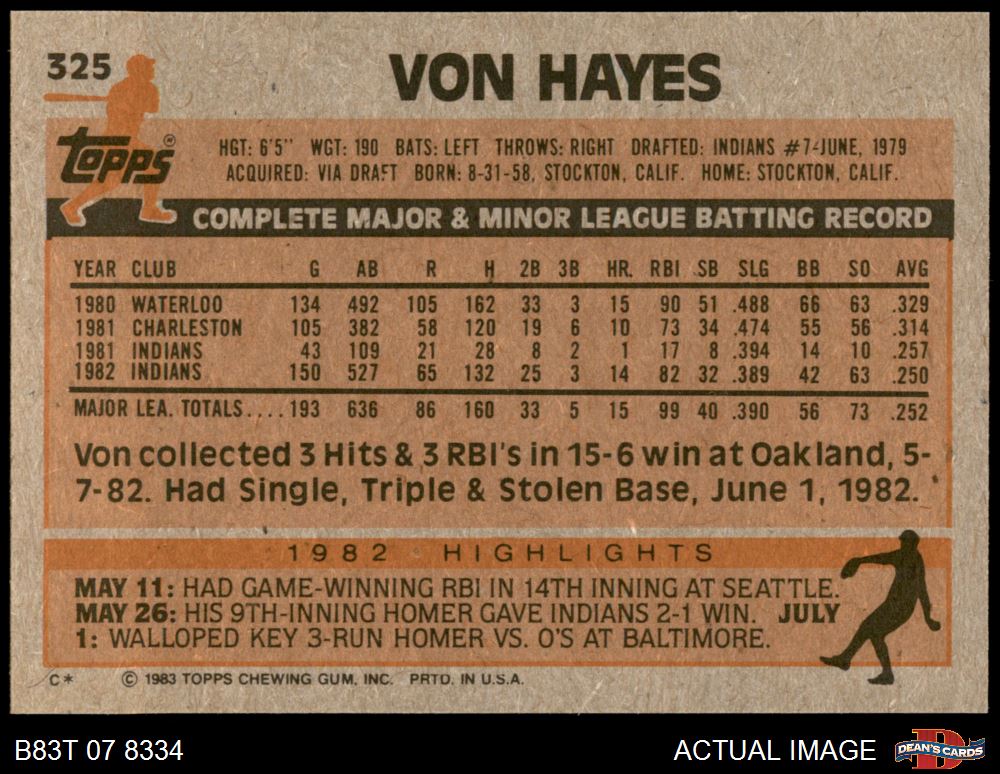 325
VON HAYES
Topps®
HGT: 6'5" WGT: 190 BATS: LEFT THROWS: RIGHT DRAFTED: INDIANS #7-JUNE, 1979
ACQUIRED: VIA DRAFT BORN: 8-31-58, STOCKTON, CALIF. HOME: STOCKTON, CALIF.
COMPLETE MAJOR & MINOR LEAGUE BATTING RECORD
YEAR CLUB G AB R H 2B 3B HR. RBI SB SLG BB SO AVG
1980 WATERLOO 134 492 105 162 33 3 15 90 51 .488 66 63 .329
1981 CHARLESTON 105 382 58 120 19 6 10 73 34 .474 55 56 .314
1981 INDIANS 43 109 21 28 8 2 1 17 8 .394 14 10 .257
1982 INDIANS 150 527 65 132 25 3 14 82 32 .389 42 63 .250
MAJOR LEA. TOTALS.... 193 636 86 160 33 5 15 99 40 .390 56 73 .252
Von collected 3 Hits & 3 RBI's in 15-6 win at Oakland, 5-
7-82. Had Single, Triple & Stolen Base, June 1, 1982.
1982 HIGHLIGHTS
MAY 11: HAD GAME-WINNING RBI IN 14TH INNING AT SEATTLE.
MAY 26: HIS 9TH-INNING HOMER GAVE INDIANS 2-1 WIN. JULY
1: WALLOPED KEY 3-RUN HOMER VS. O'S AT BALTIMORE.
C* © 1983 TOPPS CHEWING GUM, INC. PRTD. IN U.S.A.
B83T 07 8334
ACTUAL IMAGE
D
DEAN'S CARDS